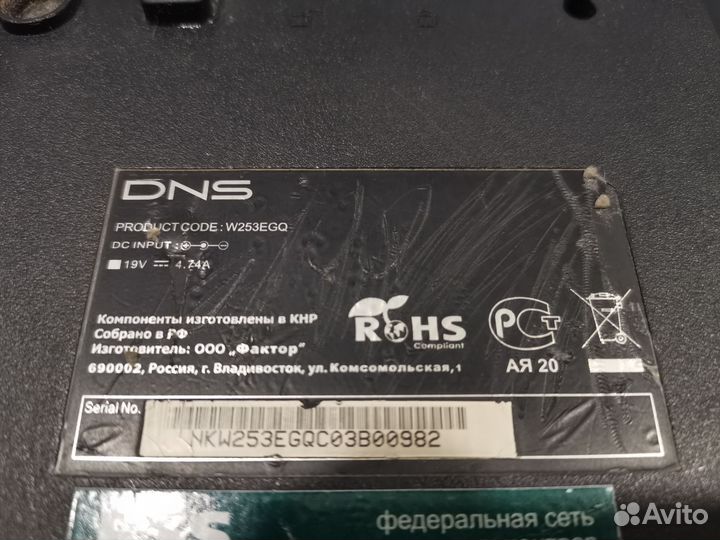 DNS
PRODUCT CODE : W253EGQ
DC INPUT :
19V 4.74A
Компоненты изготовлены в КНР
Собрано в РФ
Изготовитель: ООО „Фактор"
690002, Россия, г. Владивосток, ул. Комсомольская,1
ROHS
Compliant
РСТ
АЯ 20
Serial No.
NKW253EGQC03B00982
федеральная сеть
Avito